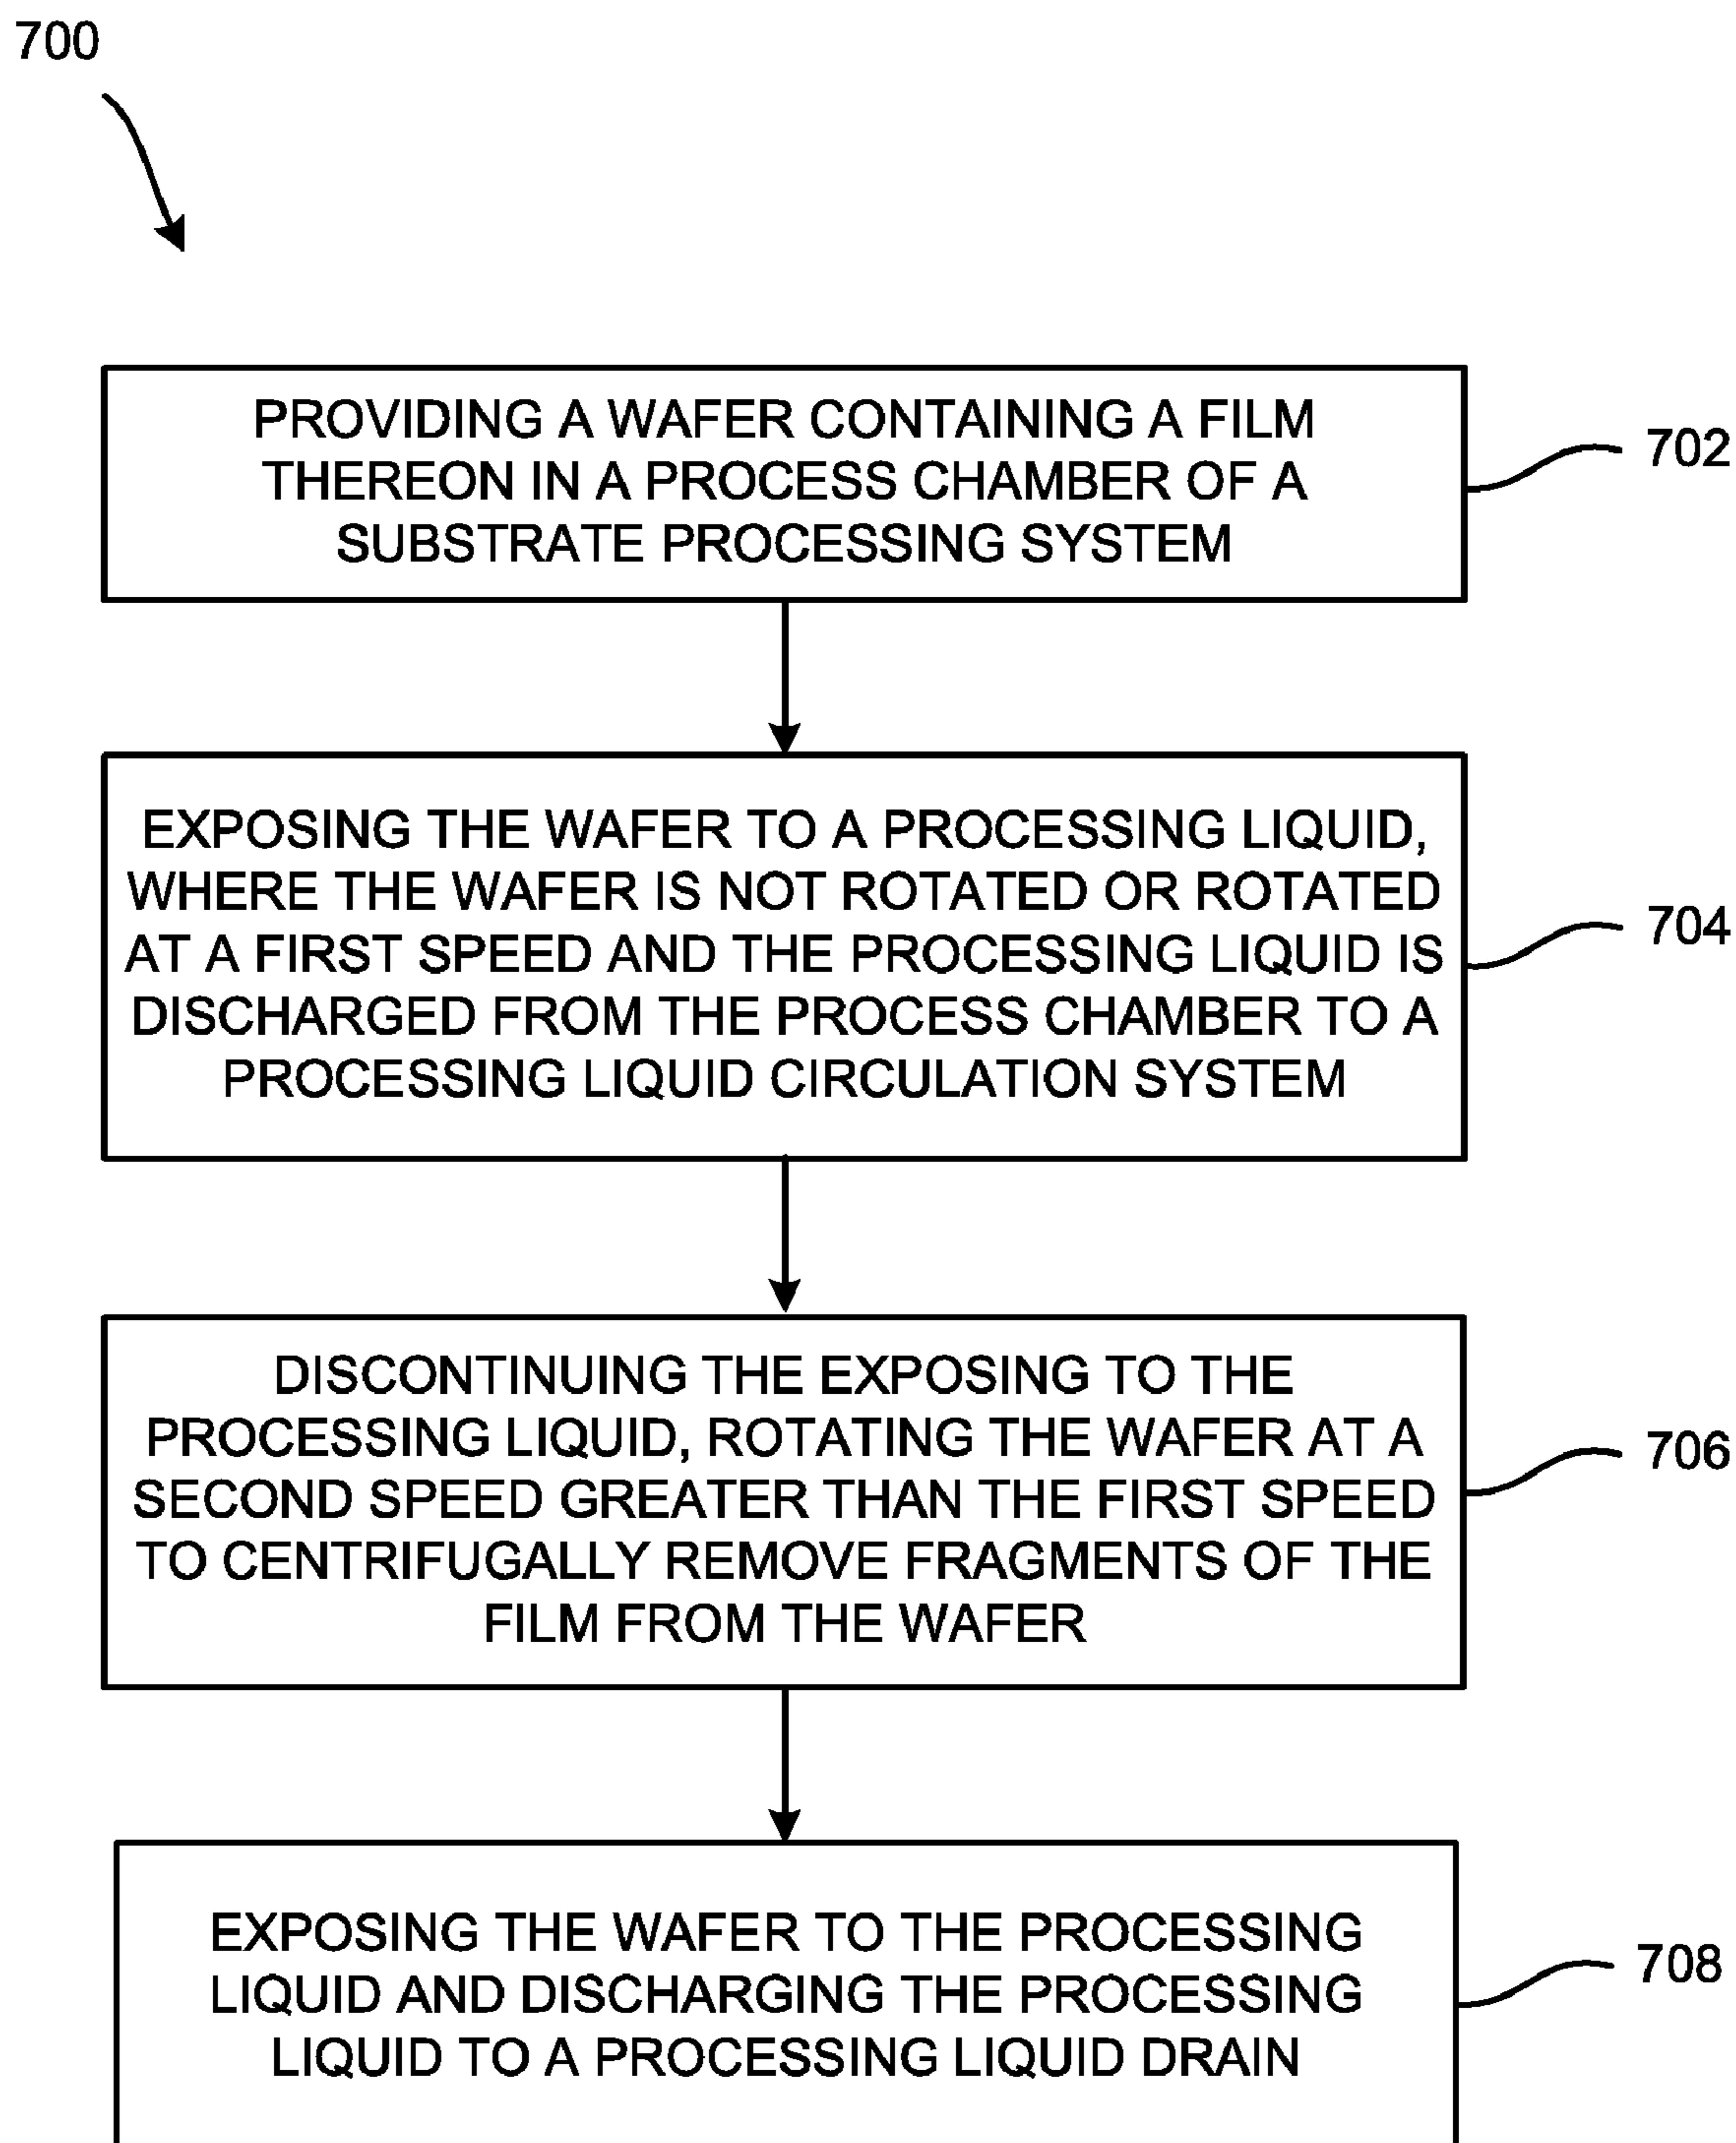 700
PROVIDING A WAFER CONTAINING A FILM
THEREON IN A PROCESS CHAMBER OF A
SUBSTRATE PROCESSING SYSTEM
702
EXPOSING THE WAFER TO A PROCESSING LIQUID,
WHERE THE WAFER IS NOT ROTATED OR ROTATED
AT A FIRST SPEED AND THE PROCESSING LIQUID IS
DISCHARGED FROM THE PROCESS CHAMBER TO A
PROCESSING LIQUID CIRCULATION SYSTEM
704
DISCONTINUING THE EXPOSING TO THE
PROCESSING LIQUID, ROTATING THE WAFER AT A
SECOND SPEED GREATER THAN THE FIRST SPEED
TO CENTRIFUGALLY REMOVE FRAGMENTS OF THE
FILM FROM THE WAFER
706
EXPOSING THE WAFER TO THE PROCESSING
LIQUID AND DISCHARGING THE PROCESSING
LIQUID TO A PROCESSING LIQUID DRAIN
708